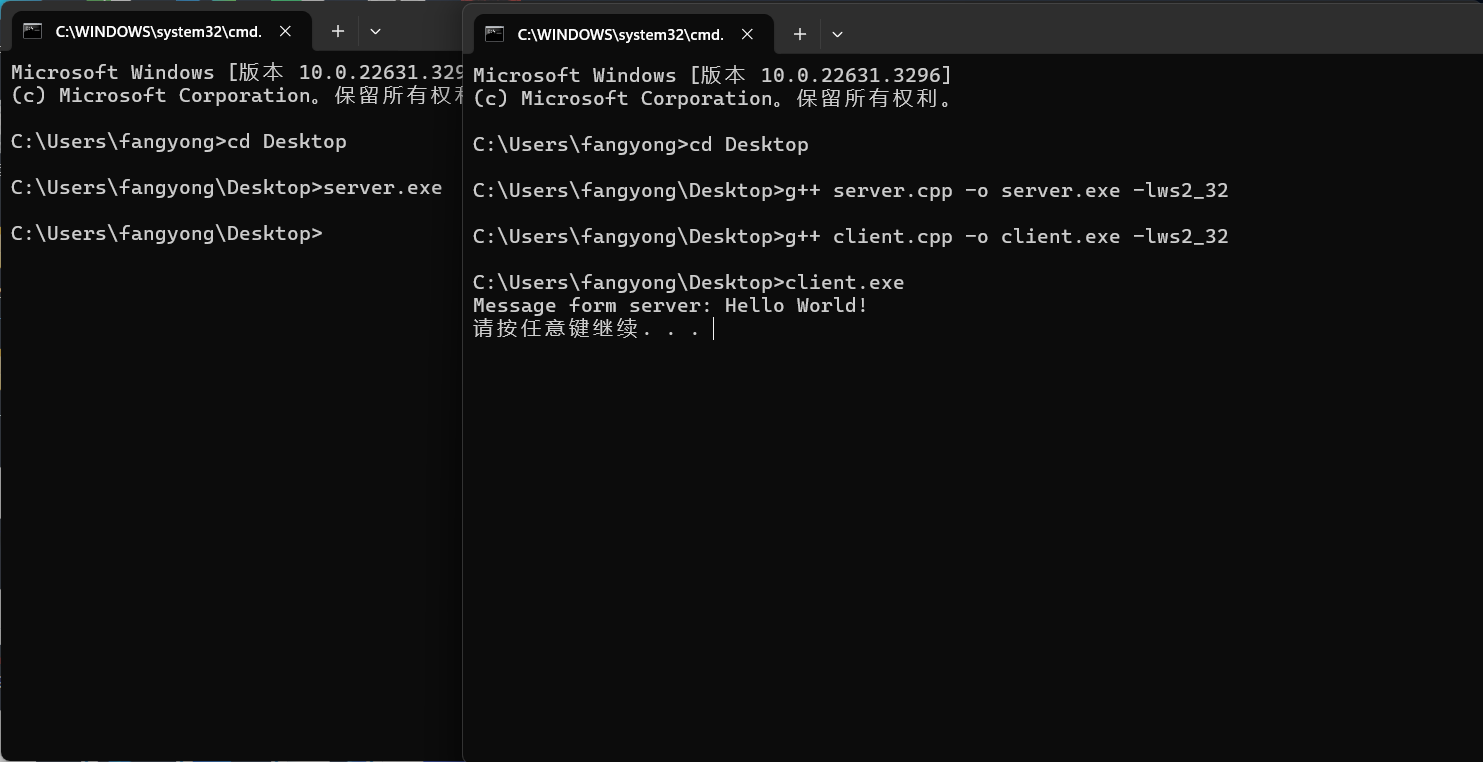 C:\WINDOWS\system32\cmd.
Microsoft Windows [版本 10.0.22631.329
(c) Microsoft Corporation。保留所有权
C:\Users\fangyong>cd Desktop
C:\Users\fangyong\Desktop>server.exe
C:\Users\fangyong\Desktop>
C:\WINDOWS\system32\cmd.
Microsoft Windows [版本 10.0.22631.3296]
(c) Microsoft Corporation。保留所有权利。
C:\Users\fangyong>cd Desktop
C:\Users\fangyong\Desktop>g++ server.cpp -o server.exe -lws2_32
C:\Users\fangyong\Desktop>g++ client.cpp -o client.exe -lws2_32
C:\Users\fangyong\Desktop>client.exe
Message form server: Hello World!
请按任意键继续. . .